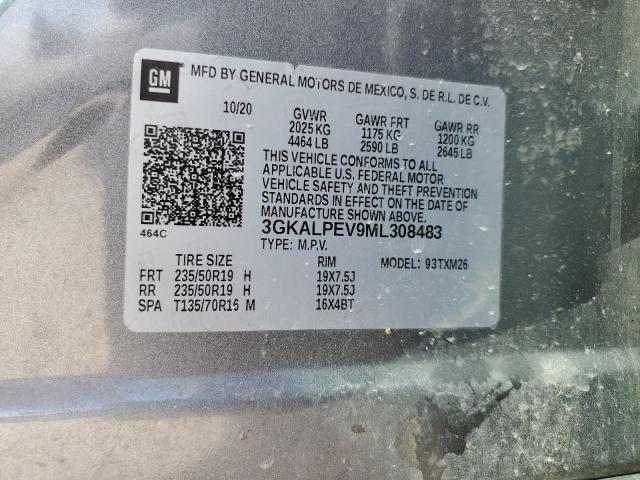 GM
MFD BY GENERAL MOTORS DE MEXICO, S. DE R.L. DE C.V.
10/20 GVWR GAWR FRT GAWR RR
2025 KG 1175 KG 1200 KG
4464 LB 2590 LB 2645 LB
THIS VEHICLE CONFORMS TO ALL
APPLICABLE U.S. FEDERAL MOTOR
VEHICLE SAFETY AND THEFT PREVENTION
STANDARDS IN EFFECT ON THE DATE OF
MANUFACTURE SHOWN ABOVE.
464C 3GKALPEV9ML308483
TYPE: M.P.V. MODEL: 93TXM26
TIRE SIZE RIM
FRT 235/50R19 H 19X7.5J
RR 235/50R19 H 19X7.5J
SPA T135/70R16 M 16X4BT